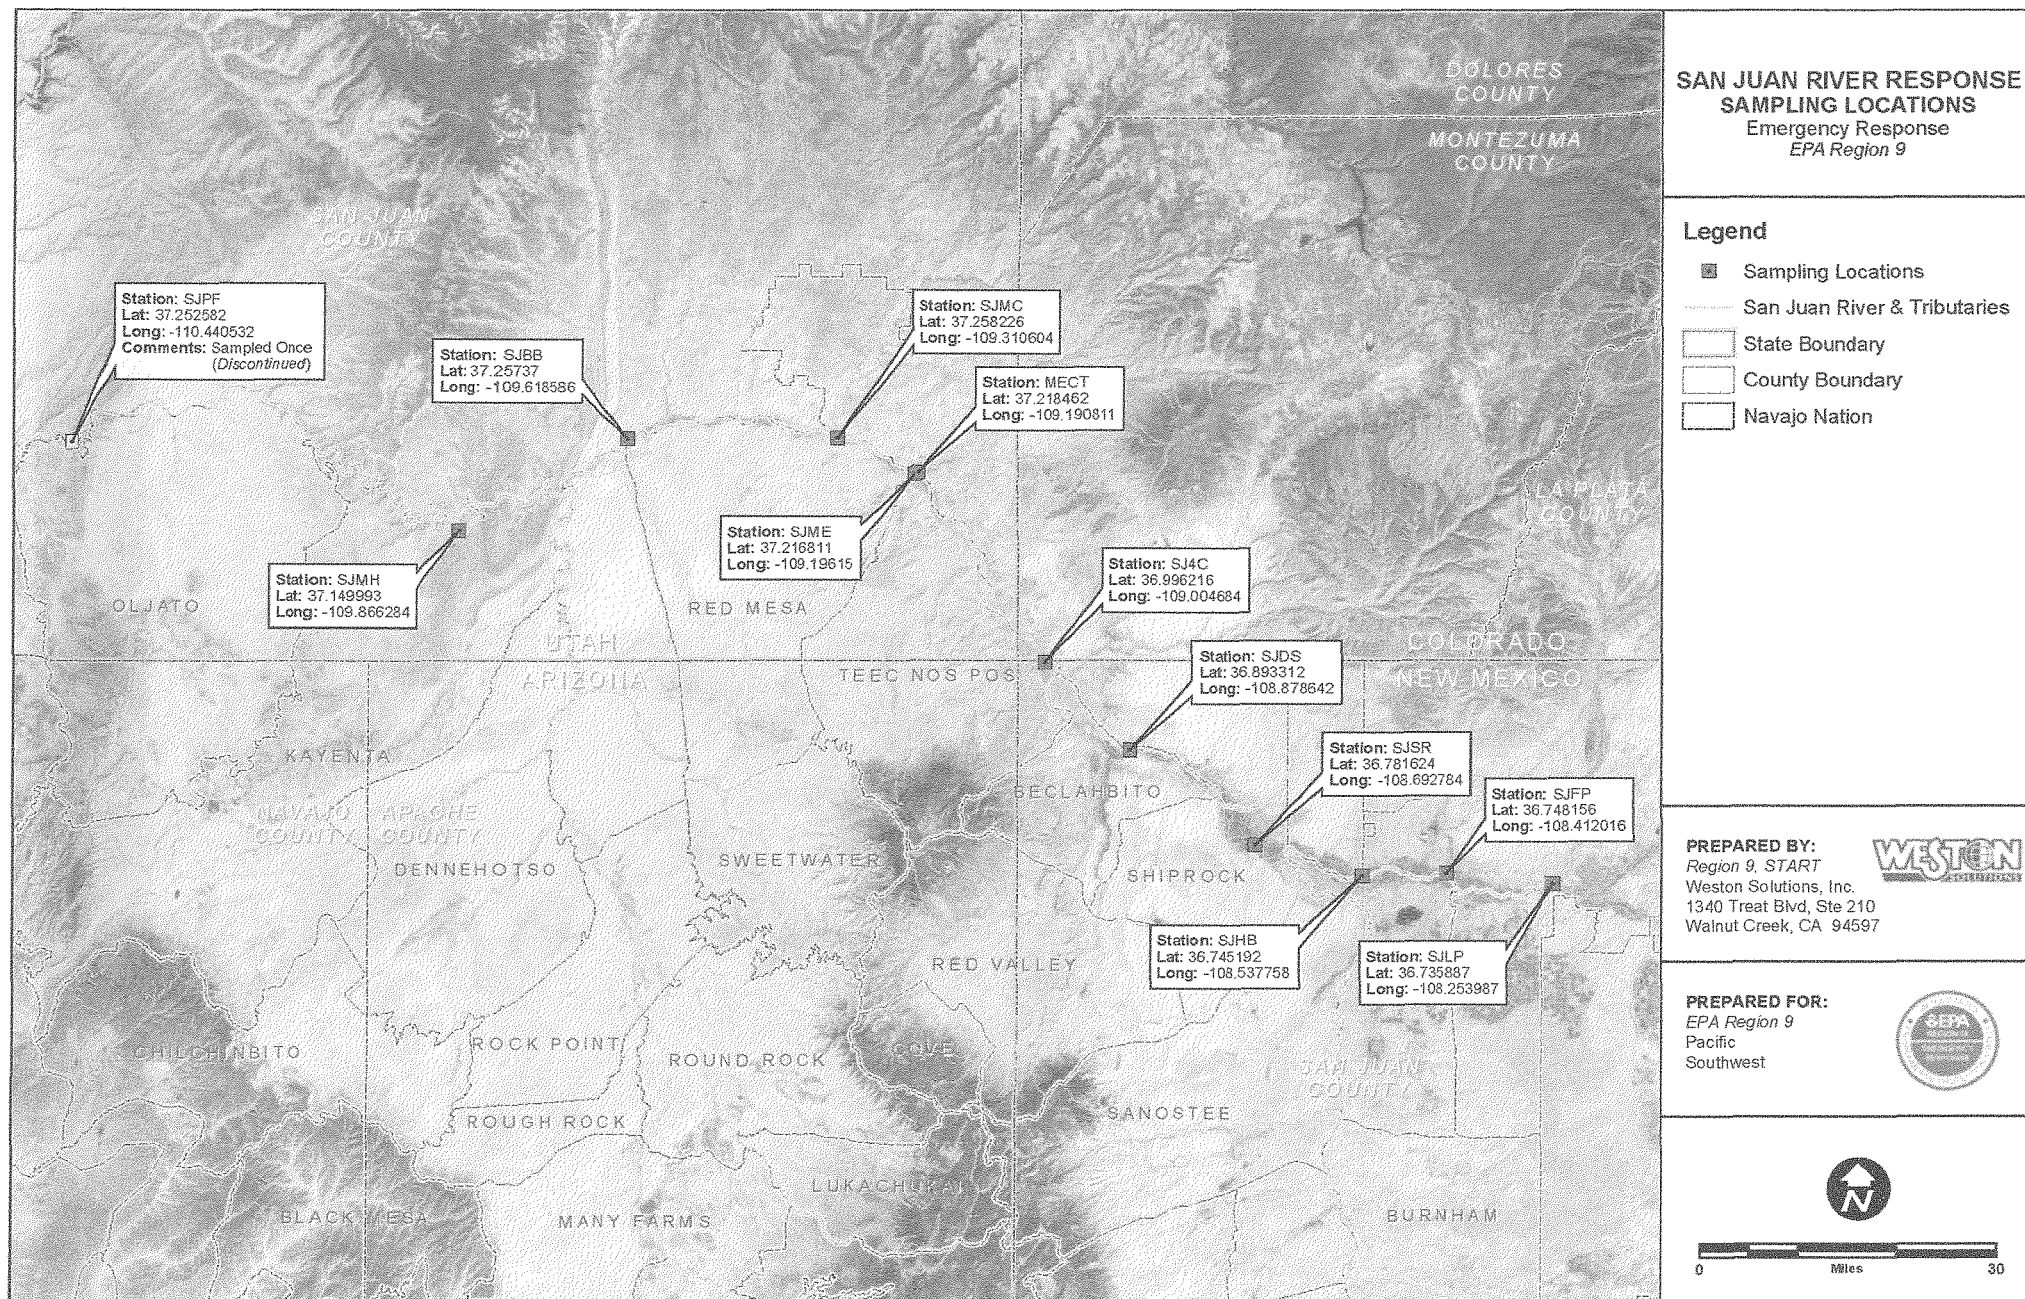 DOLORES
COUNTY
MONTEZUMA
COUNTY
SAN JUAN
COUNTY
Station: SJPF
Lat: 37.252582
Long: -110.440532
Comments: Sampled Once
(Discontinued)
Station: SJBB
Lat: 37.25737
Long: -109.618586
Station: SJMC
Lat: 37.258226
Long: -109.310604
Station: MECT
Lat: 37.218462
Long: -109.190811
LA PLATA
COUNTY
Station: SJME
Lat: 37.216811
Long: -109.19615
Station: SJMH
Lat: 37.149993
Long: -109.866284
Station: SJ4C
Lat: 36.996216
Long: -109.004684
OLJATO
RED MESA
UTAH
COLORADO
ARIZONA
TEEC NOS POS
NEW MEXICO
Station: SJDS
Lat: 36.893312
Long: -108.878642
KAYENTA
Station: SJSR
Lat: 36.781624
Long: -108.692784
BECLAHBITO
Station: SJFP
Lat: 36.748156
Long: -108.412016
NAVAJO
COUNTY
APACHE
COUNTY
DENNEHOTSO
SWEETWATER
SHIPROCK
Station: SJHB
Lat: 36.745192
Long: -108.537758
Station: SJLP
Lat: 36.735887
Long: -108.253987
RED VALLEY
CHILCHINBITO
ROCK POINT
ROUND ROCK
COVE
SAN JUAN
COUNTY
ROUGH ROCK
SANOSTEE
LUKACHUKAI
BLACK MESA
MANY FARMS
BURNHAM
SAN JUAN RIVER RESPONSE
SAMPLING LOCATIONS
Emergency Response
EPA Region 9
Legend
Sampling Locations
San Juan River & Tributaries
State Boundary
County Boundary
Navajo Nation
PREPARED BY:
Region 9, START
Weston Solutions, Inc.
1340 Treat Blvd, Ste 210
Walnut Creek, CA 94597
WESTON
SOLUTIONS
PREPARED FOR:
EPA Region 9
Pacific
Southwest
EPA
N
0 Miles 30